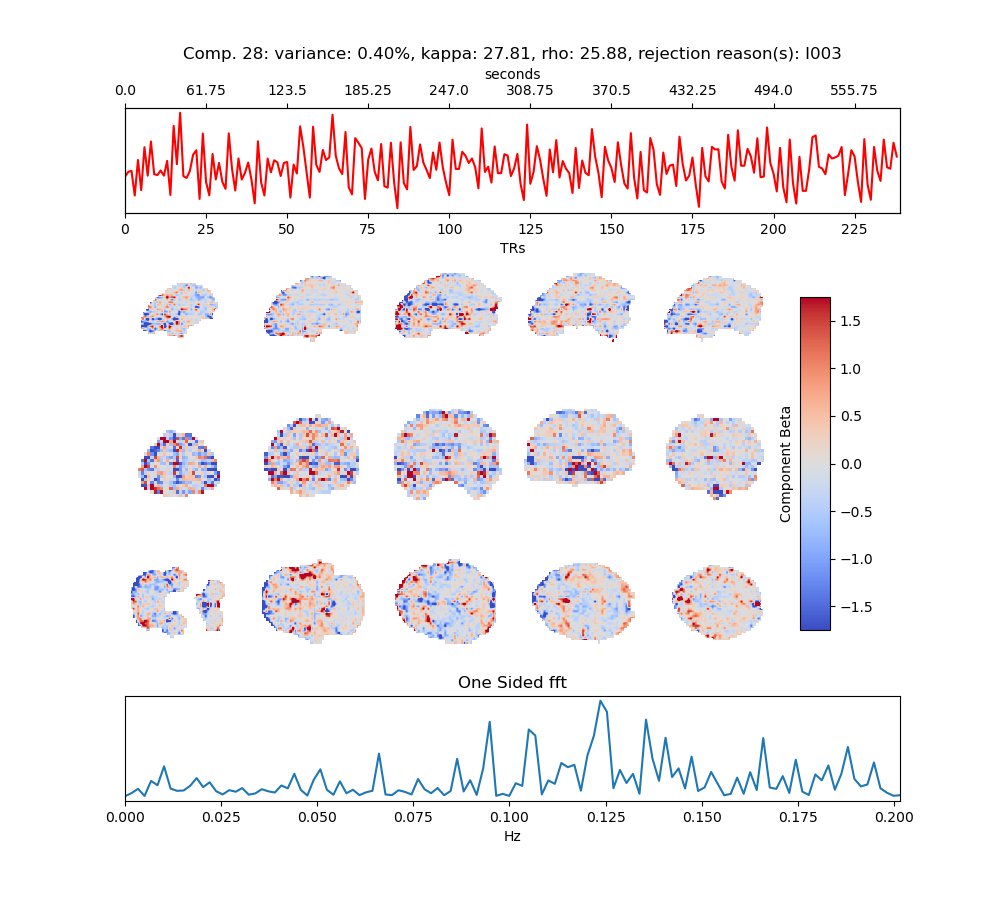 Comp. 28: variance: 0.40%, kappa: 27.81, rho: 25.88, rejection reason(s): I003
seconds
0.0 61.75 123.5 185.25 247.0 308.75 370.5 432.25 494.0 555.75
0 25 50 75 100 125 150 175 200 225
TRs
Component Beta
1.5
1.0
0.5
0.0
−0.5
−1.0
−1.5
One Sided fft
0.000 0.025 0.050 0.075 0.100 0.125 0.150 0.175 0.200
Hz